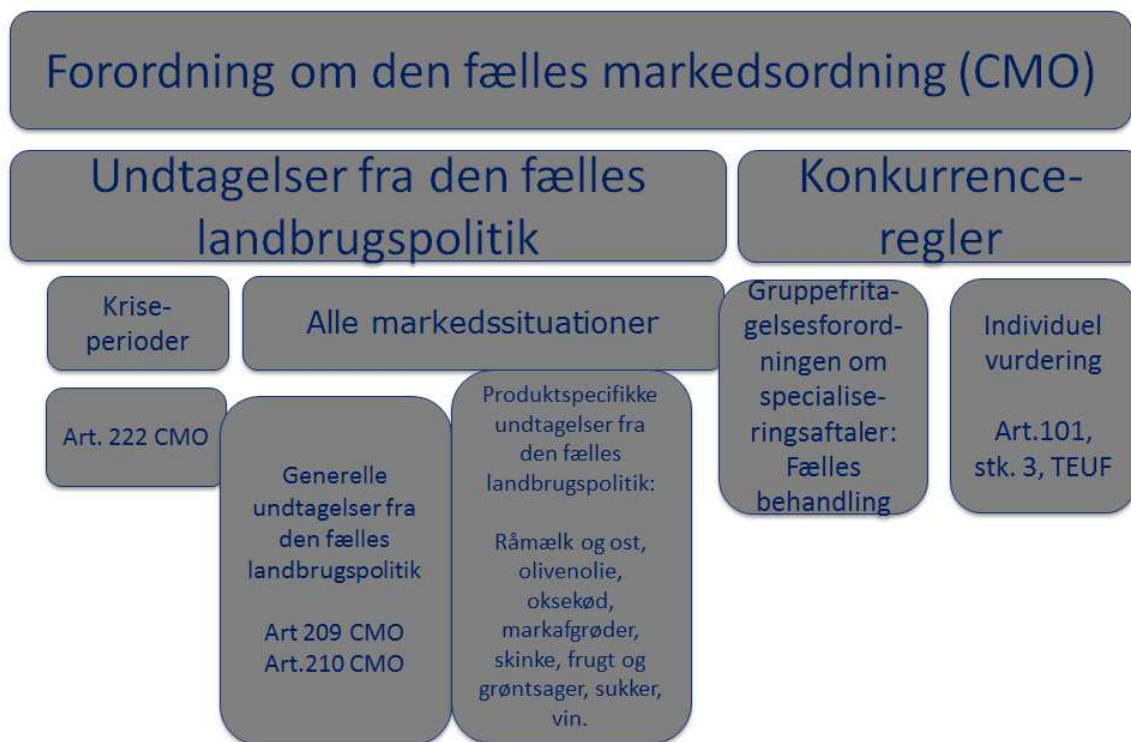 Forordning om den fælles markedsordning (CMO)
Undtagelser fra den fælles
landbrugspolitik
Konkurrence-
regler
Krise-
perioder
Alle markedssituationer
Gruppefrita-
gelsesforord-
ningen om
specialise-
ringsaftaler:
Fælles
behandling
Individuel
vurdering
Art.101,
stk. 3, TEUF
Art. 222 CMO
Generelle
undtagelser fra
den fælles
landbrugspolitik
Art 209 CMO
Art.210 CMO
Produktspecifikke
undtagelser fra
den fælles
landbrugspolitik:
Råmælk og ost,
olivenolie,
oksekød,
markafgrøder,
skinke, frugt og
grøntsager, sukker,
vin.